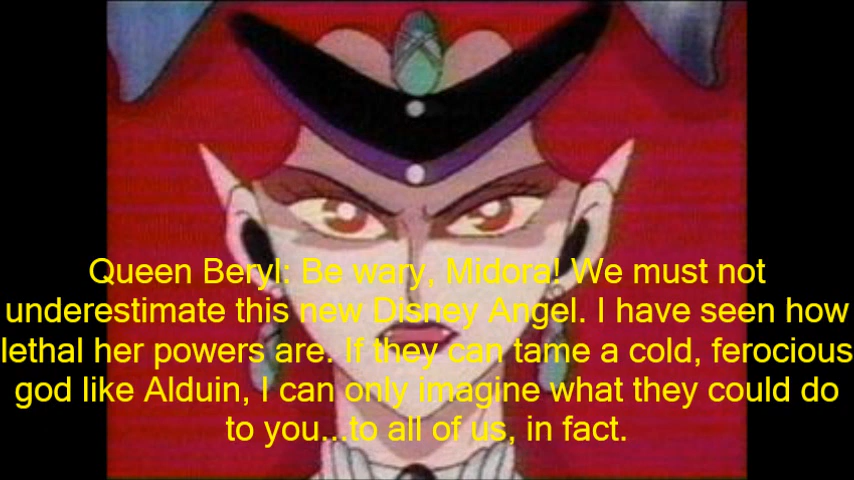 Queen Beryl: Be wary, Midora! We must not
underestimate this new Disney Angel. I have seen how
lethal her powers are. If they can tame a cold, ferocious
god like Alduin, I can only imagine what they could do
to you...to all of us, in fact.